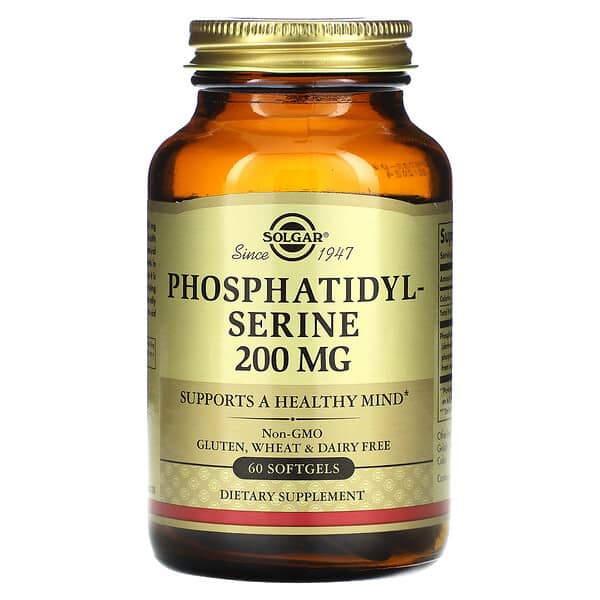 SOLGAR®
Since 1947
PHOSPHATIDYL-
SERINE
200 MG
SUPPORTS A HEALTHY MIND*
Non-GMO
GLUTEN, WHEAT & DAIRY FREE
60 SOFTGELS
DIETARY SUPPLEMENT